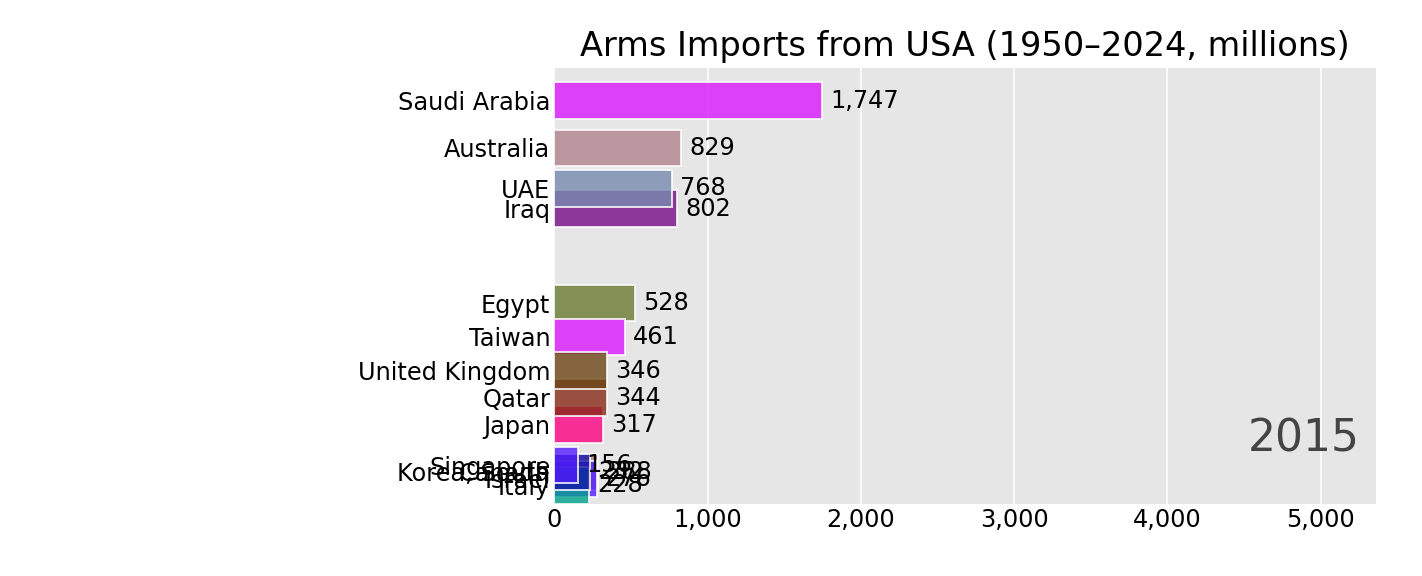 Arms Imports from USA (1950–2024, millions)
Saudi Arabia 1,747
Australia 829
UAE 768
Iraq 802
Egypt 528
Taiwan 461
United Kingdom 346
Qatar 344
Japan 317
2015
Singapore 156
Israel
Italy 228
0 1,000 2,000 3,000 4,000 5,000